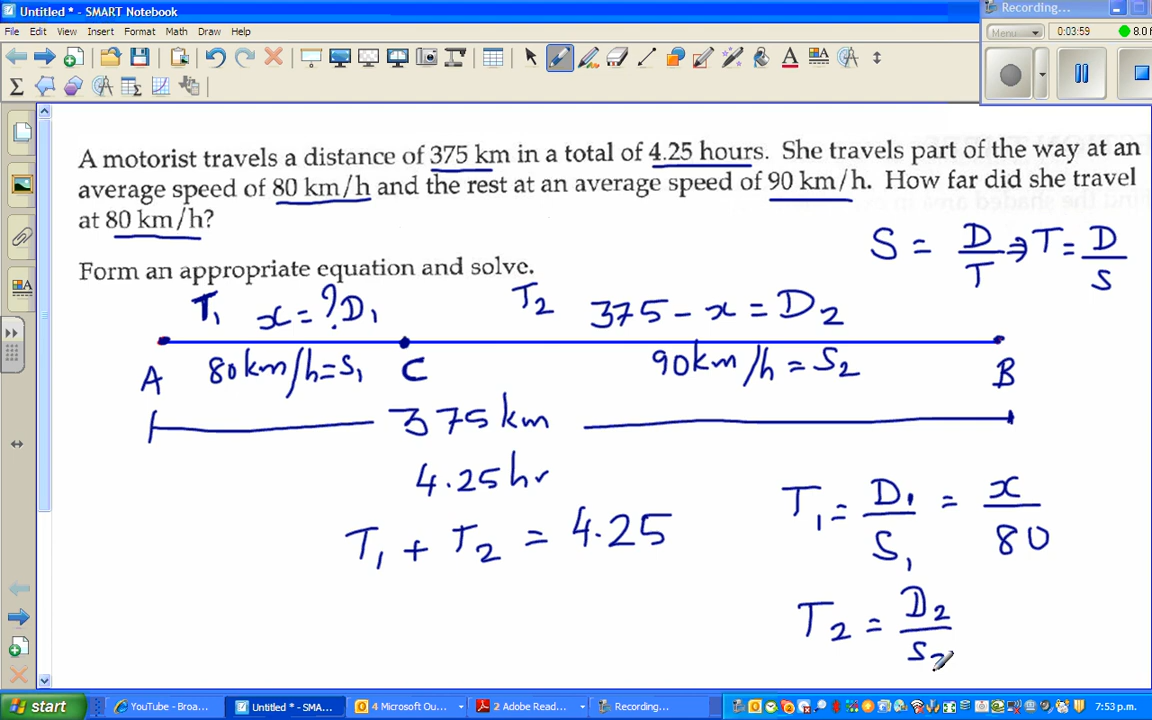 Untitled * - SMART Notebook
Recording...
File Edit View Insert Format Math Draw Help
Menu
0:03:59
8.0
A motorist travels a distance of 375 km in a total of 4.25 hours. She travels part of the way at an
average speed of 80 km/h and the rest at an average speed of 90 km/h. How far did she travel
at 80 km/h?
S = D/T ⇒ T = D/S
Form an appropriate equation and solve.
T₁ x = ? D₁ T₂ 375 - x = D₂
A 80km/h = S₁ C 90km/h = S₂ B
375 km
4.25 hr
T₁ = D₁/S₁ = x/80
T₁ + T₂ = 4.25
T₂ = D₂/S₂
start YouTube - Broa... Untitled * - SMA... 4 Microsoft Ou... 2 Adobe Read... Recording... 7:53 p.m.